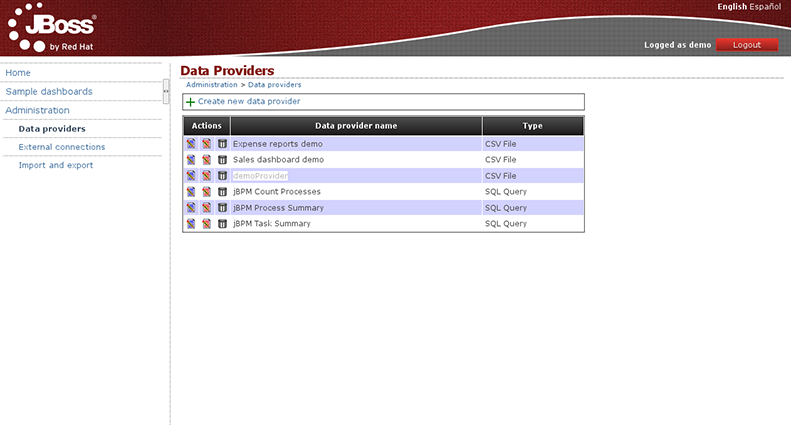 English Español
JBoss
by Red Hat
Logged as demo Logout
Home
Sample dashboards
Administration
Data providers
External connections
Import and export
Data Providers
Administration > Data providers
Create new data provider
Actions Data provider name Type
Expense reports demo CSV File
Sales dashboard demo CSV File
demoProvider CSV File
jBPM Count Processes SQL Query
jBPM Process Summary SQL Query
jBPM Task Summary SQL Query